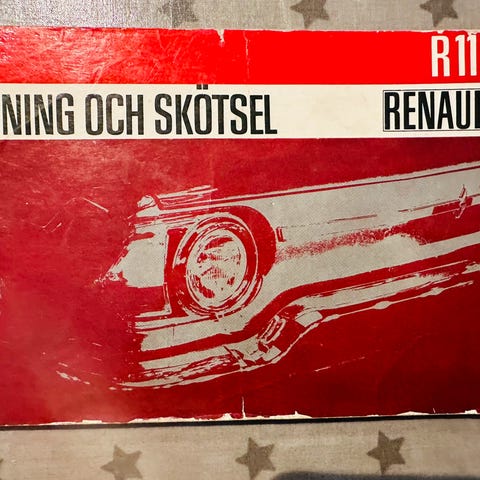 R11
NING OCH SKÖTSEL RENAU